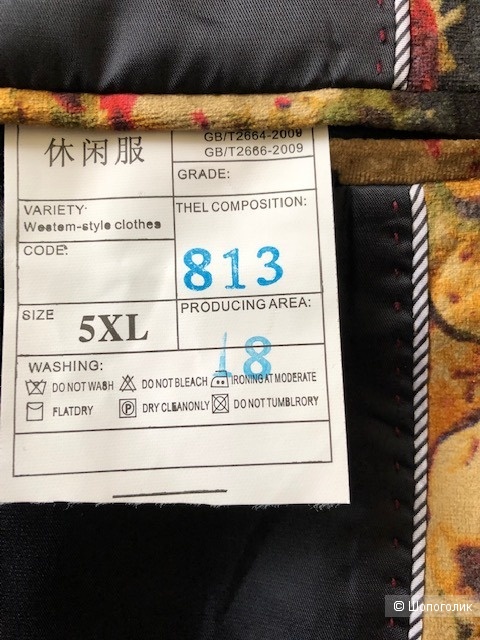 休闲服
GB/T2664-2009
GB/T2666-2009
GRADE:
VARIETY:
Western-style clothes
THEL COMPOSITION:
CODE:
813
SIZE
5XL
PRODUCING AREA:
18
WASHING:
DO NOT WASH
DO NOT BLEACH
IRONING AT MODERATE
FLATDRY
P
DRY CLEANONLY
DO NOT TUMBLRORY
© Шопоголик